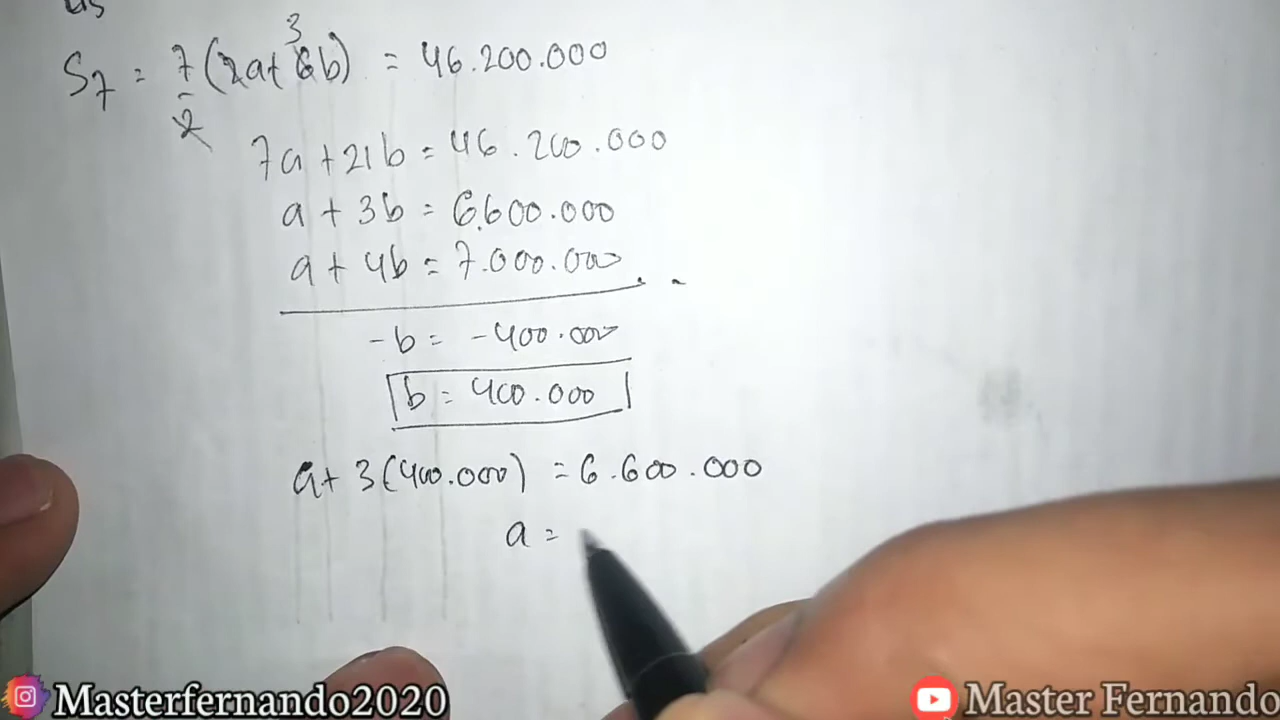 3
S7 = 7/2 (2a + 6b) = 46.200.000
7a + 21b = 46.200.000
a + 3b = 6.600.000
a + 4b = 7.000.000
-b = -400.000
b = 400.000
a + 3(400.000) = 6.600.000
a =
Masterfernando2020
Master Fernando